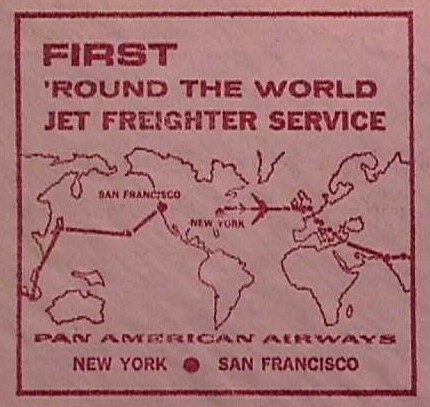 FIRST
'ROUND THE WORLD
JET FREIGHTER SERVICE
SAN FRANCISCO
NEW YORK
PAN AMERICAN AIRWAYS
NEW YORK ● SAN FRANCISCO